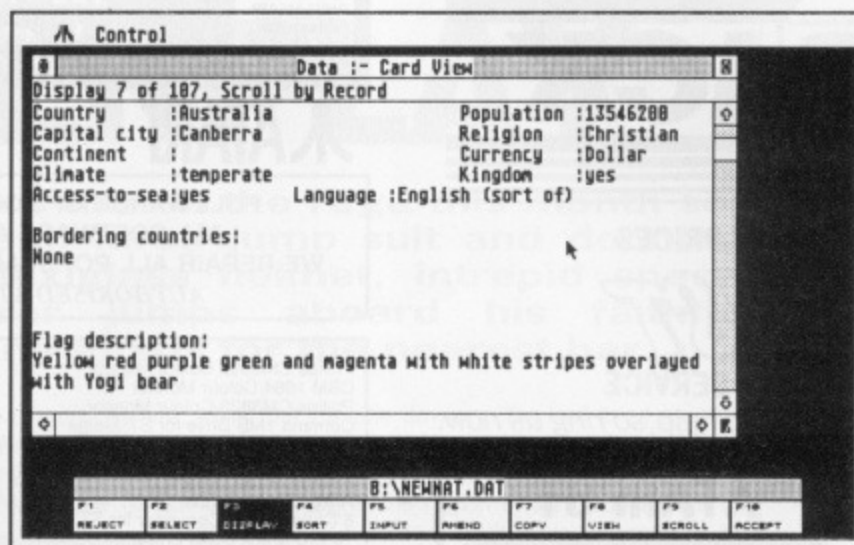 Control
Data :- Card View
Display 7 of 107, Scroll by Record
Country :Australia Population :13546200
Capital city :Canberra Religion :Christian
Continent : Currency :Dollar
Climate :temperate Kingdom :yes
Access-to-sea:yes Language :English (sort of)
Bordering countries:
None
Flag description:
Yellow red purple green and magenta with white stripes overlayed
with Yogi bear
B:\NEWNAT.DAT
F1 F2 F3 F4 F5 F6 F7 F8 F9 F10
REJECT SELECT DISPLAY SORT INPUT AMEND COPY VIEW SCROLL ACCEPT